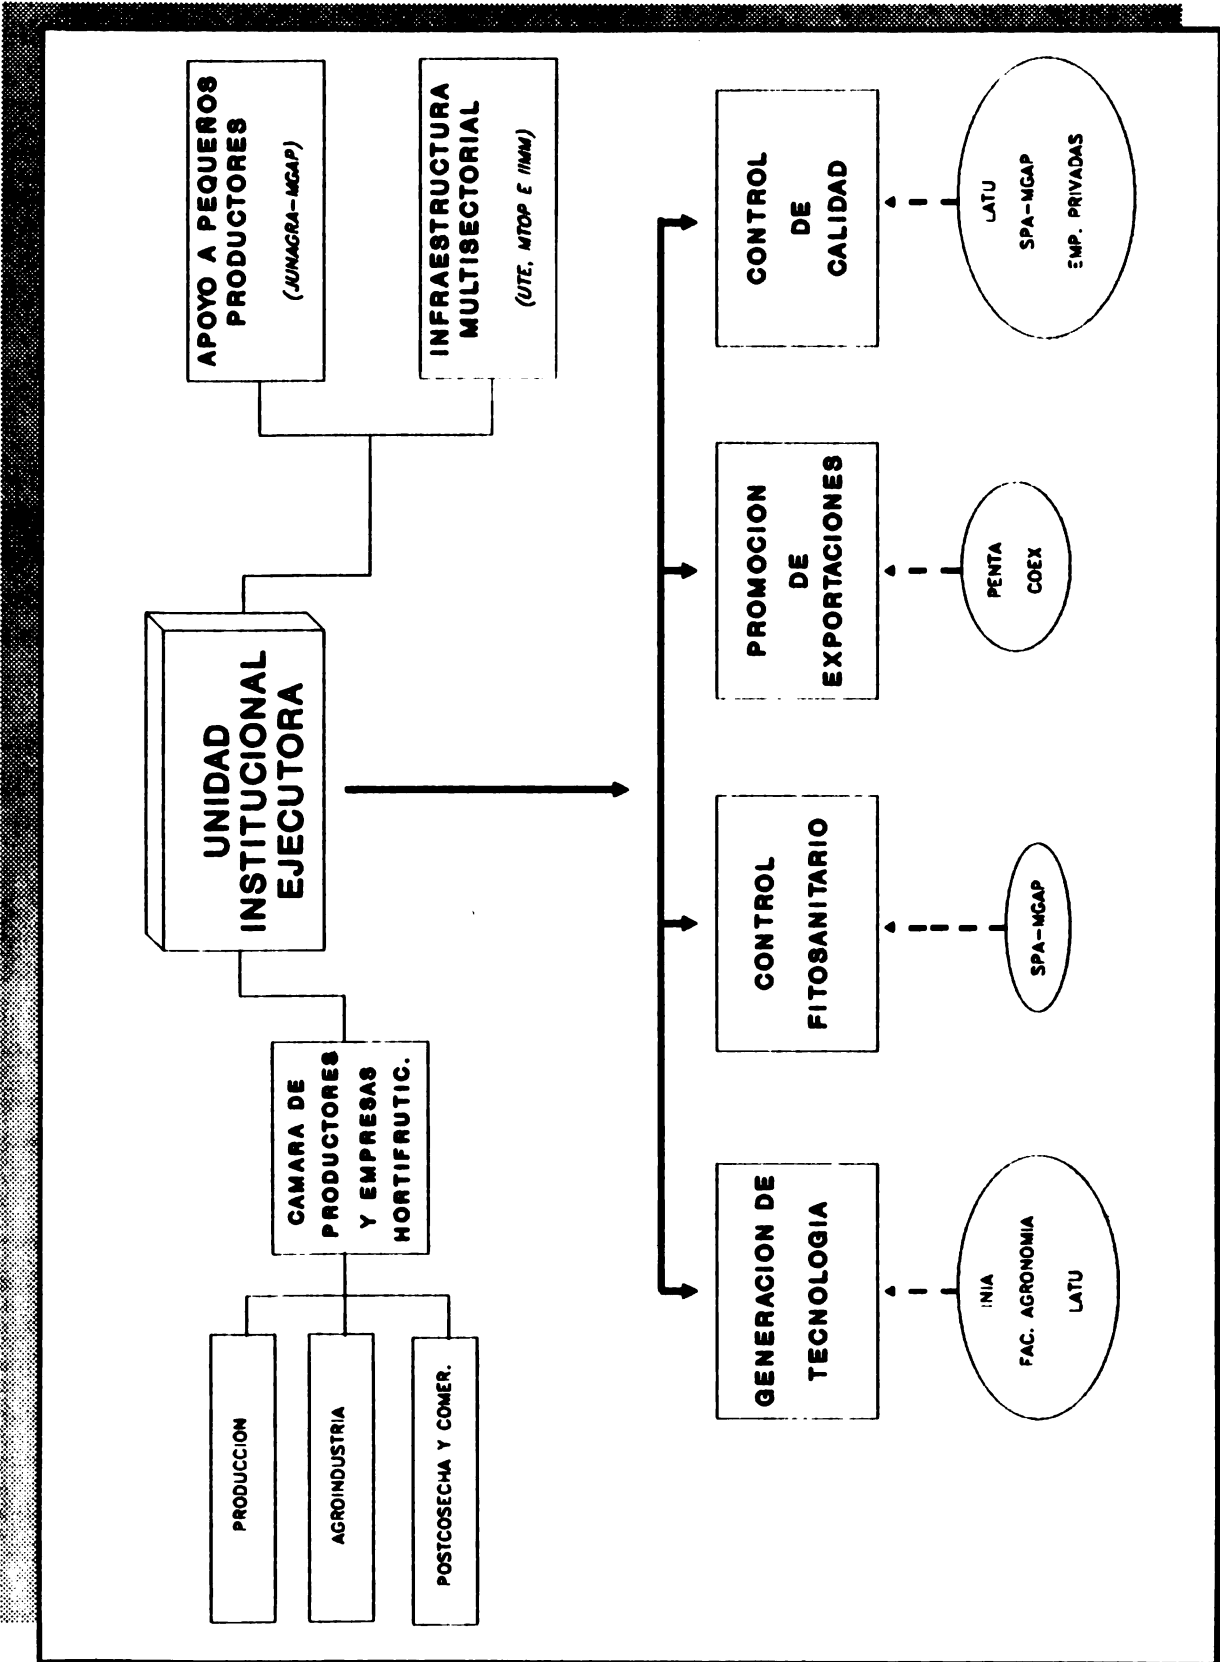 UNIDAD
INSTITUCIONAL
EJECUTORA
CAMARA DE
PRODUCTORES
Y EMPRESAS
HORTIFRUTIC.
PRODUCCION
AGROINDUSTRIA
POSTCOSECHA Y COMER.
APOYO A PEQUEÑOS
PRODUCTORES
(JUNAGRA-MGAP)
INFRAESTRUCTURA
MULTISECTORIAL
(UTE, MTOP E IIMM)
GENERACION DE
TECNOLOGIA
CONTROL
FITOSANITARIO
PROMOCION
DE
EXPORTACIONES
CONTROL
DE
CALIDAD
INIA
FAC. AGRONOMIA
LATU
SPA-MGAP
PENTA
COEX
LATU
SPA-MGAP
EMP. PRIVADAS